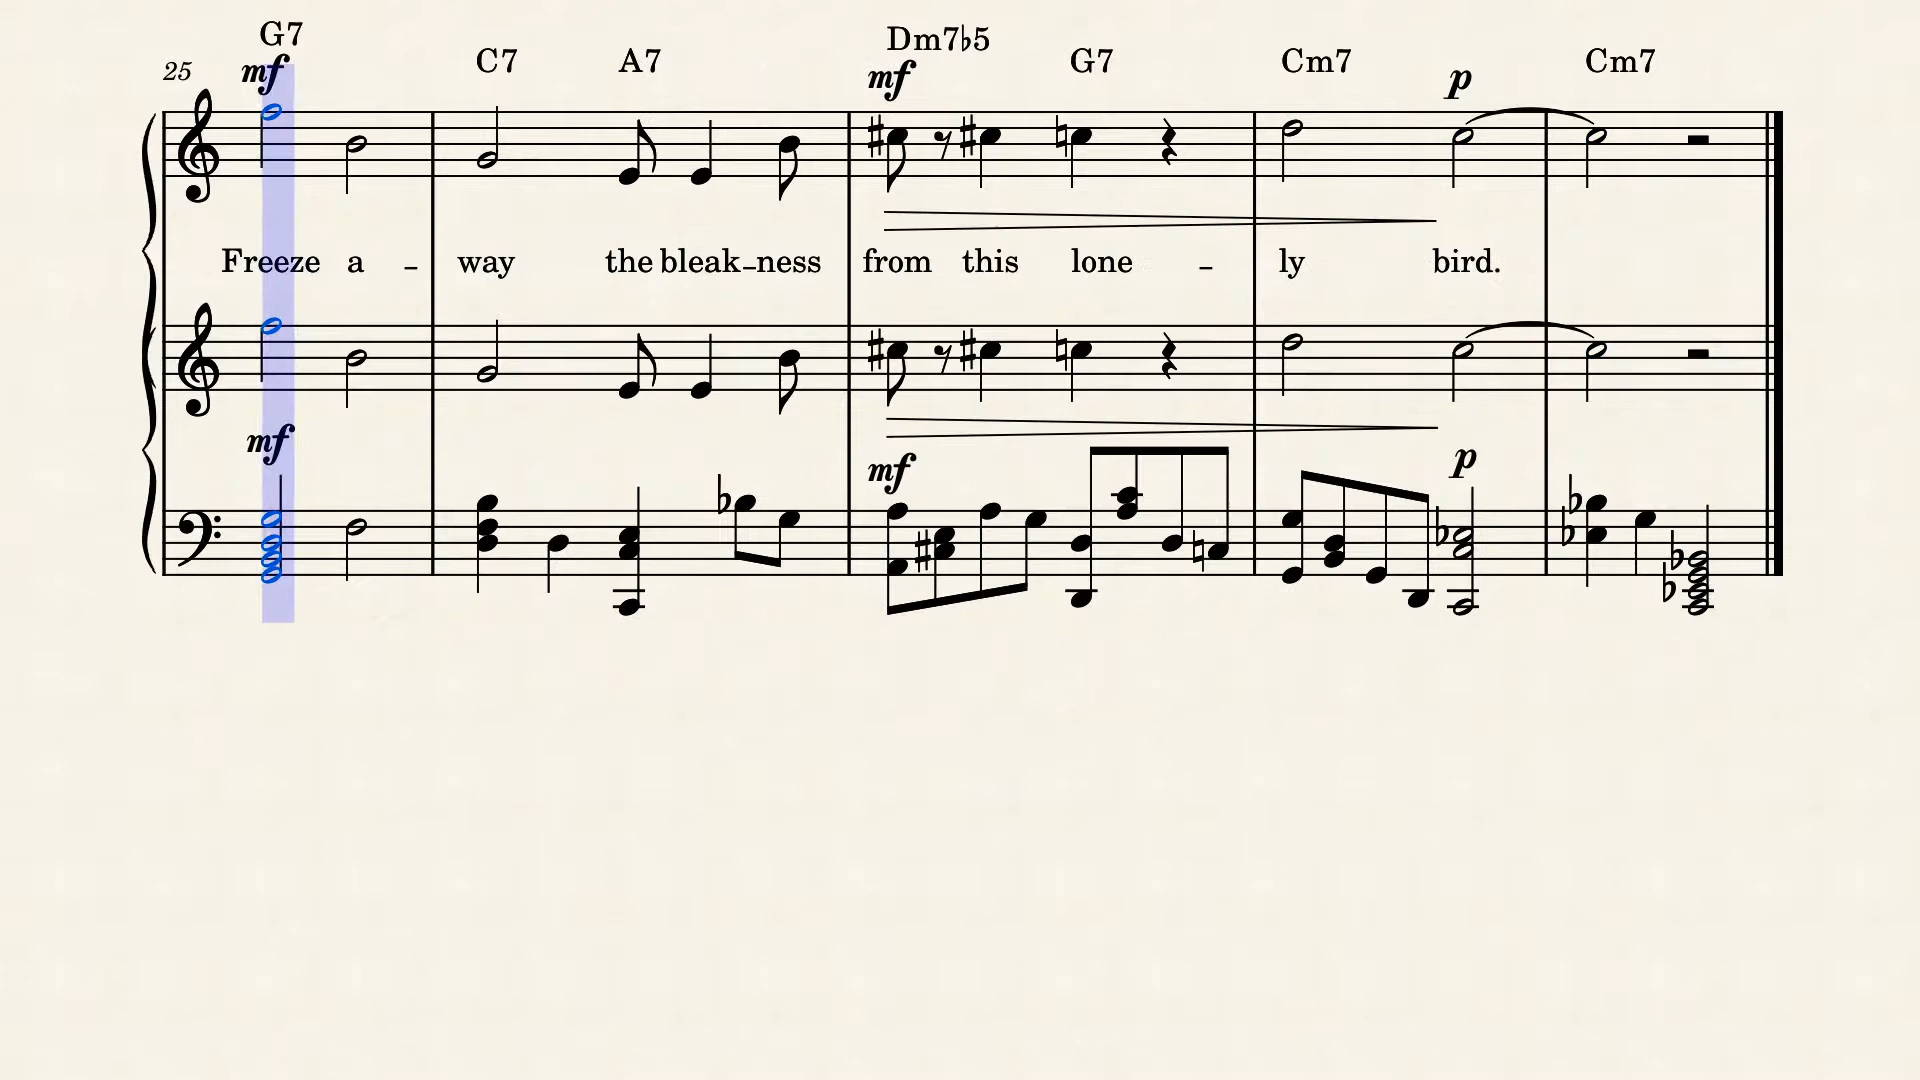 G7 C7 A7 Dm7♭5 G7 Cm7 Cm7
25 mf mf p
Freeze a - way the bleak-ness from this lone - ly bird.
mf mf p